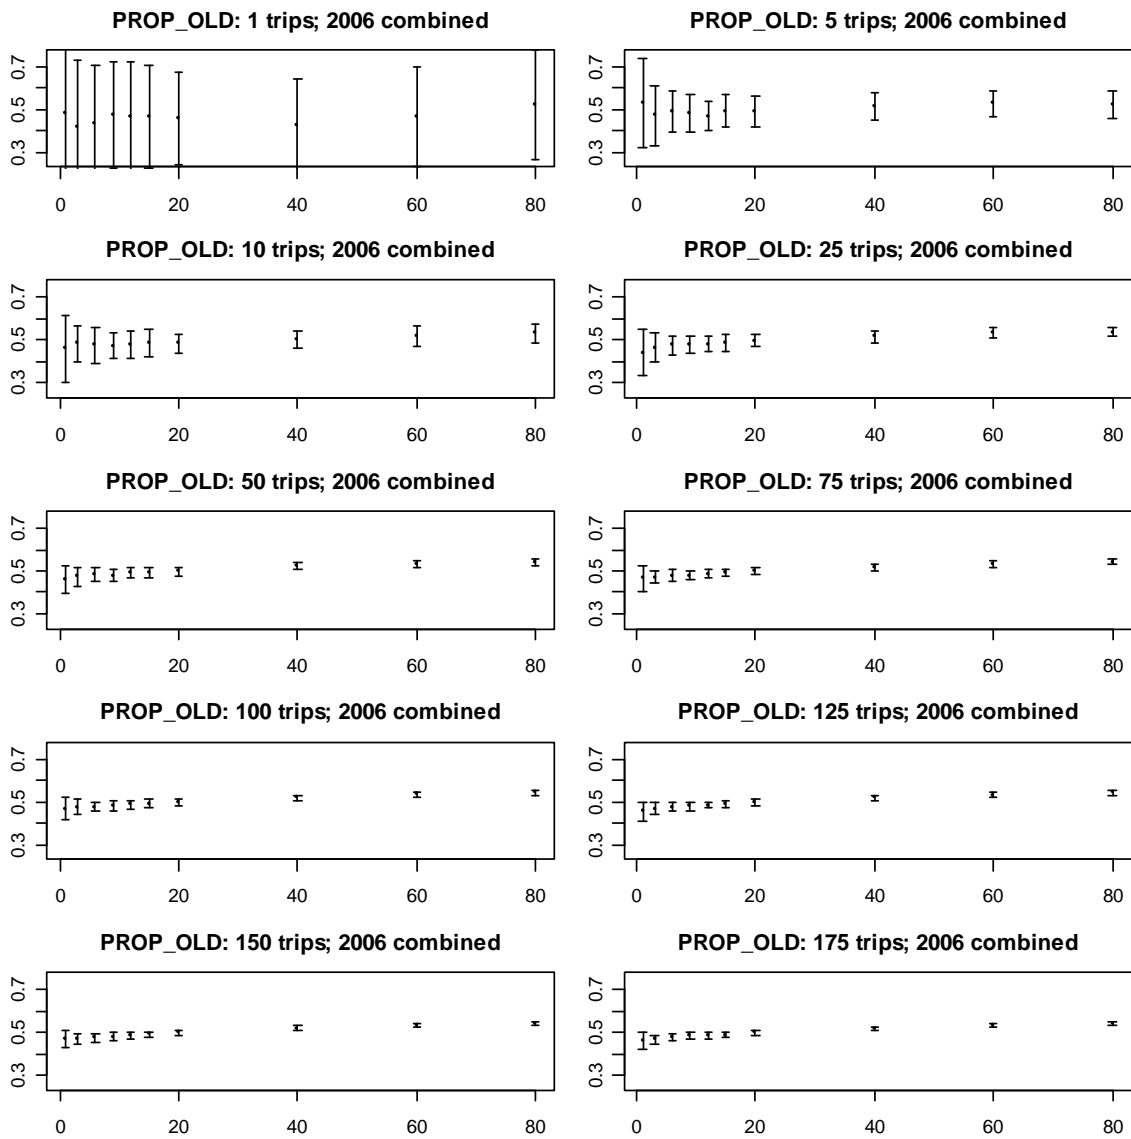 PROP_OLD: 1 trips; 2006 combined
0.3 0.5 0.7
0 20 40 60 80
PROP_OLD: 5 trips; 2006 combined
0.3 0.5 0.7
0 20 40 60 80
PROP_OLD: 10 trips; 2006 combined
0.3 0.5 0.7
0 20 40 60 80
PROP_OLD: 25 trips; 2006 combined
0.3 0.5 0.7
0 20 40 60 80
PROP_OLD: 50 trips; 2006 combined
0.3 0.5 0.7
0 20 40 60 80
PROP_OLD: 75 trips; 2006 combined
0.3 0.5 0.7
0 20 40 60 80
PROP_OLD: 100 trips; 2006 combined
0.3 0.5 0.7
0 20 40 60 80
PROP_OLD: 125 trips; 2006 combined
0.3 0.5 0.7
0 20 40 60 80
PROP_OLD: 150 trips; 2006 combined
0.3 0.5 0.7
0 20 40 60 80
PROP_OLD: 175 trips; 2006 combined
0.3 0.5 0.7
0 20 40 60 80